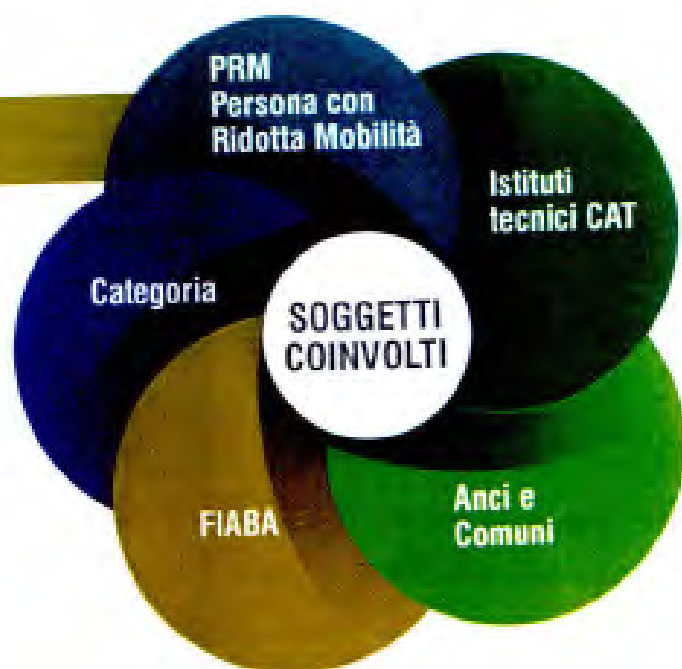 PRM
Persona con
Ridotta Mobilità
Istituti
tecnici CAT
Categoria
SOGGETTI
COINVOLTI
FIABA
Anci e
Comuni